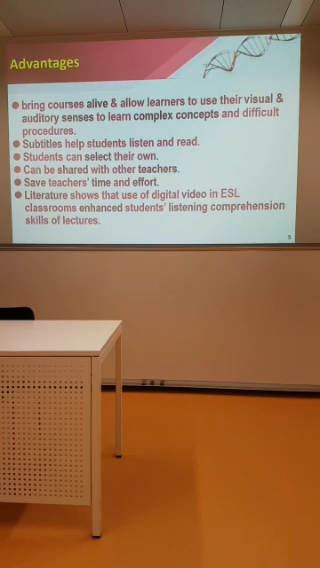 Advantages
bring courses alive & allow learners to use their visual &
auditory senses to learn complex concepts and difficult
procedures.
Subtitles help students listen and read.
Students can select their own.
Can be shared with other teachers.
Save teachers' time and effort.
Literature shows that use of digital video in ESL
classrooms enhanced students' listening comprehension
skills of lectures.